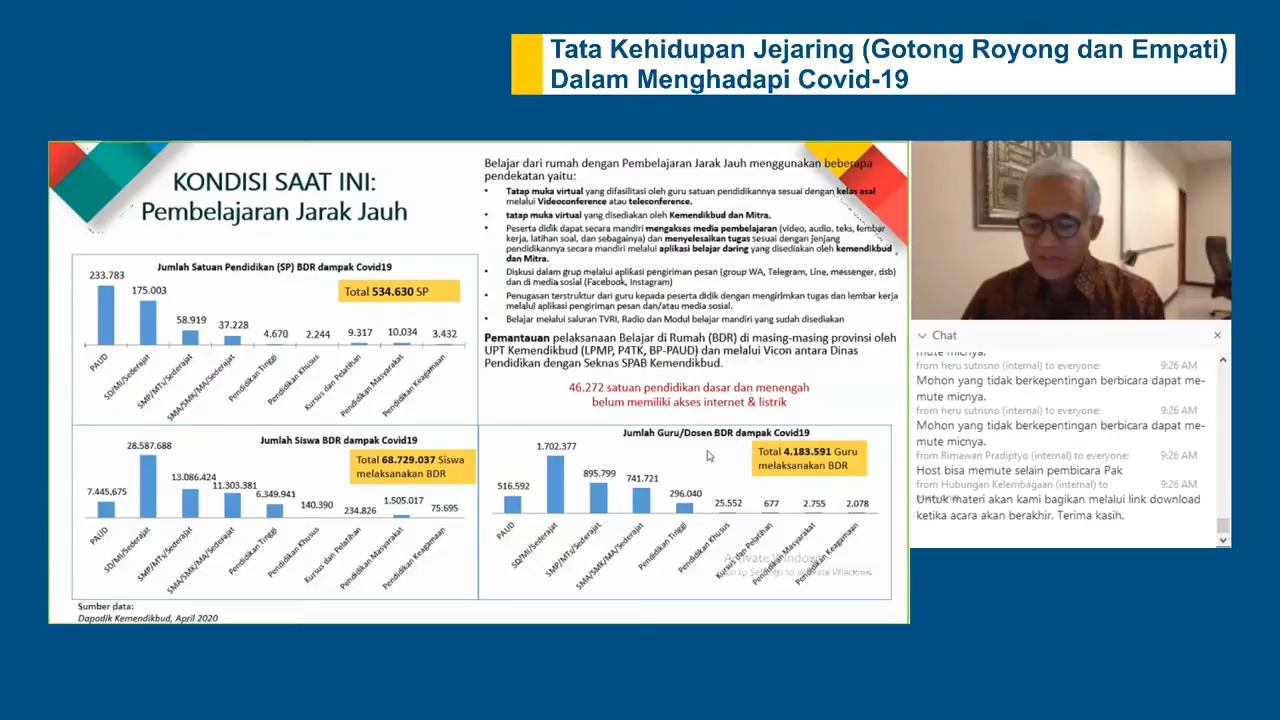 Tata Kehidupan Jejaring (Gotong Royong dan Empati)
Dalam Menghadapi Covid-19
KONDISI SAAT INI:
Pembelajaran Jarak Jauh
Jumlah Satuan Pendidikan (SP) BDR dampak Covid19
Total 534.630 SP
233.783
175.003
58.919
37.228
4.670
2.244
9.317
10.034
3.432
PAUD
SD/MI/Sederajat
SMP/MTs/Sederajat
SMA/SMK/MA/Sederajat
Pendidikan Tinggi
Pendidikan Khusus
Kursus dan Pelatihan
Pendidikan Masyarakat
Pendidikan Keagamaan
Belajar dari rumah dengan Pembelajaran Jarak Jauh menggunakan beberapa
pendekatan yaitu:
• Tatap muka virtual yang difasilitasi oleh guru satuan pendidikannya sesuai dengan kelas asal
melalui Videoconference atau teleconference.
• tatap muka virtual yang disediakan oleh Kemendikbud dan Mitra.
• Peserta didik dapat secara mandiri mengakses media pembelajaran (video, audio, teks, lembar
kerja, latihan soal, dan sebagainya) dan menyelesaikan tugas sesuai dengan jenjang
pendidikannya secara mandiri melalui aplikasi belajar daring yang disediakan oleh kemendikbud
dan Mitra.
• Diskusi dalam grup melalui aplikasi pengiriman pesan (group WA, Telegram, Line, messenger, dsb)
dan di media sosial (Facebook, Instagram)
• Penugasan terstruktur dari guru kepada peserta didik dengan mengirimkan tugas dan lembar kerja
melalui aplikasi pengiriman pesan dan/atau media sosial.
• Belajar melalui saluran TVRI, Radio dan Modul belajar mandiri yang sudah disediakan
Pemantauan pelaksanaan Belajar di Rumah (BDR) di masing-masing provinsi oleh
UPT Kemendikbud (LPMP, P4TK, BP-PAUD) dan melalui Vicon antara Dinas
Pendidikan dengan Seknas SPAB Kemendikbud.
46.272 satuan pendidikan dasar dan menengah
belum memiliki akses internet & listrik
Jumlah Siswa BDR dampak Covid19
Total 68.729.037 Siswa
melaksanakan BDR
7.445,675
28.587.688
13.086.424
11.303.381
6.349.941
140.390
234.826
1.505.017
75.695
PAUD
SD/MI/Sederajat
SMP/MTs/Sederajat
SMA/SMK/MA/Sederajat
Pendidikan Tinggi
Pendidikan Khusus
Kursus dan Pelatihan
Pendidikan Masyarakat
Pendidikan Keagamaan
Jumlah Guru/Dosen BDR dampak Covid19
Total 4.183.591 Guru
melaksanakan BDR
516.592
1.702.377
895.799
741.721
296.040
25.552
677
2.755
2.078
PAUD
SD/MI/Sederajat
SMP/MTs/Sederajat
SMA/SMK/MA/Sederajat
Pendidikan Tinggi
Pendidikan Khusus
Kursus dan Pelatihan
Pendidikan Masyarakat
Pendidikan Keagamaan
Activate Windows
Go to Settings to activate Windows.
Sumber data:
Dapodik Kemendikbud, April 2020
Chat
mute micnya.
from heru sutrisno (internal) to everyone: 9:26 AM
Mohon yang tidak berkepentingan berbicara dapat me-
mute micnya.
from heru sutrisno (internal) to everyone: 9:26 AM
Mohon yang tidak berkepentingan berbicara dapat me-
mute micnya.
from Rimawan Pradiptyo (internal) to everyone: 9:26 AM
Host bisa memute selain pembicara Pak
from Hubungan Kelembagaan (internal) to 9:26 AM
Untuk materi akan kami bagikan melalui link download
ketika acara akan berakhir. Terima kasih.